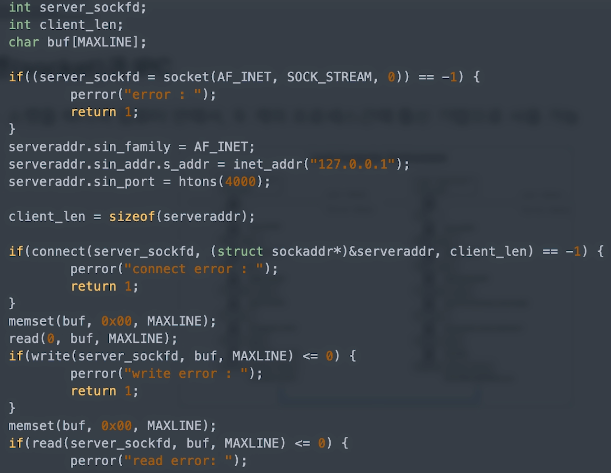 int server_sockfd;
int client_len;
char buf[MAXLINE];
if((server_sockfd = socket(AF_INET, SOCK_STREAM, 0)) == -1) {
perror("error : ");
return 1;
}
serveraddr.sin_family = AF_INET;
serveraddr.sin_addr.s_addr = inet_addr("127.0.0.1");
serveraddr.sin_port = htons(4000);
client_len = sizeof(serveraddr);
if(connect(server_sockfd, (struct sockaddr*)&serveraddr, client_len) == -1) {
perror("connect error : ");
return 1;
}
memset(buf, 0x00, MAXLINE);
read(0, buf, MAXLINE);
if(write(server_sockfd, buf, MAXLINE) <= 0) {
perror("write error : ");
return 1;
}
memset(buf, 0x00, MAXLINE);
if(read(server_sockfd, buf, MAXLINE) <= 0) {
perror("read error: ");